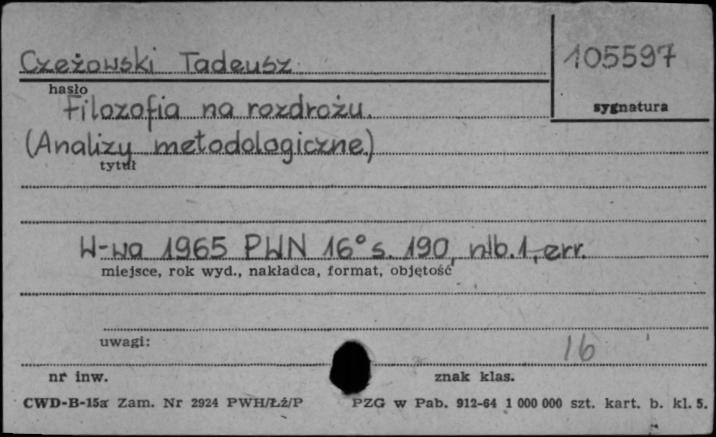 Czeżowski Tadeusz
105597
hasło
sygnatura
Filozofia na rozdrożu.
(Analizy metodologiczne)
tytuł
W-wa 1965 PWN 16° s. 190, nlb. 1, err.
miejsce, rok wyd., nakładca, format, objętość
uwagi:
16
nr inw.
znak klas.
CWD-B-15a Zam. Nr 2924 PWH/Łż/P PZG w Pab. 912-64 1 000 000 szt. kart. b. kl. 5.